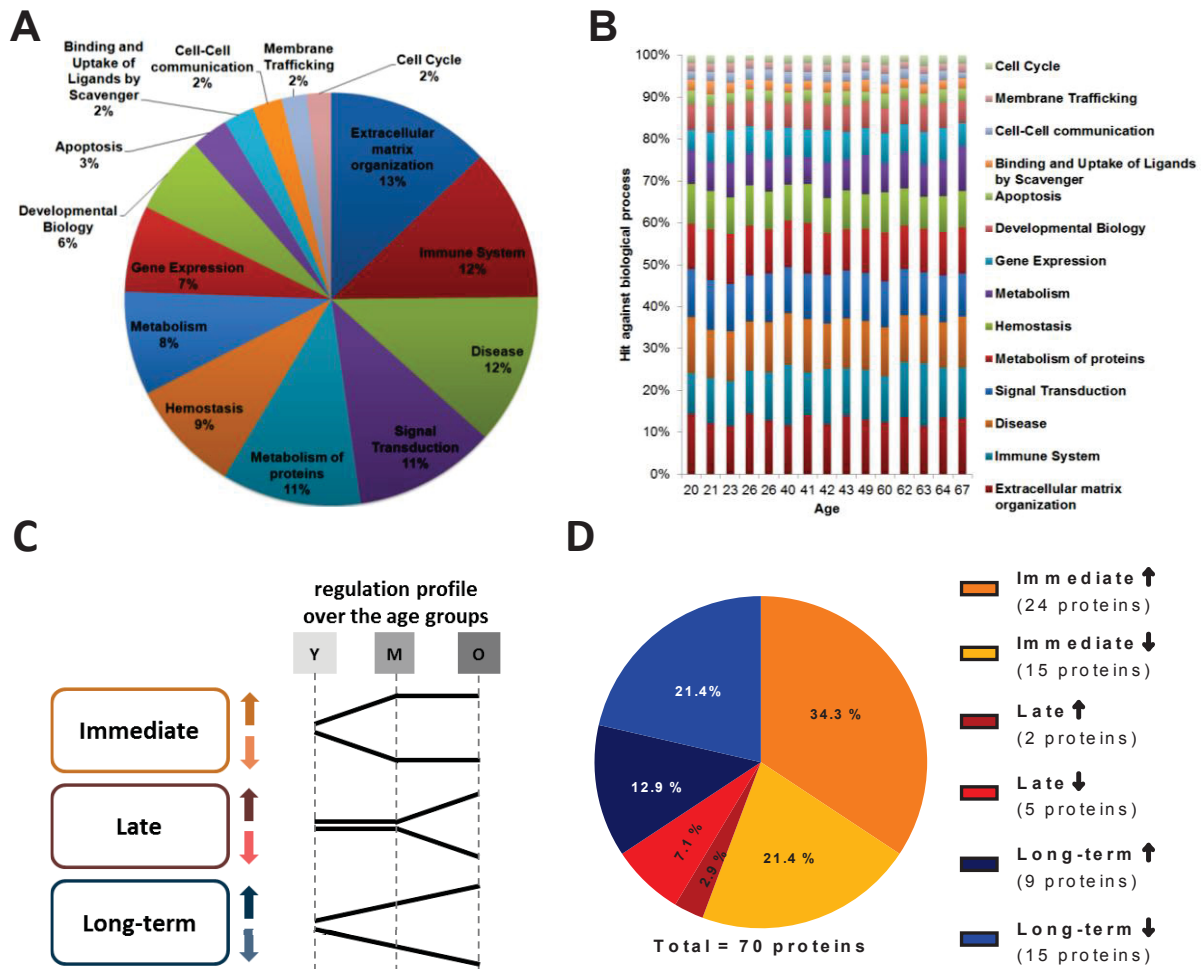 A
Binding and
Uptake of
Ligands by
Scavenger
2%
Cell-Cell
communication
2%
Membrane
Trafficking
2%
Cell Cycle
2%
Apoptosis
3%
Developmental
Biology
6%
Gene Expression
7%
Metabolism
8%
Hemostasis
9%
Metabolism of
proteins
11%
Signal
Transduction
11%
Disease
12%
Immune System
12%
Extracellular
matrix
organization
13%
B
Hit against biological process
100%
90%
80%
70%
60%
50%
40%
30%
20%
10%
0%
20 21 23 26 26 40 41 42 43 49 60 62 63 64 67
Age
Cell Cycle
Membrane Trafficking
Cell-Cell communication
Binding and Uptake of Ligands
by Scavenger
Apoptosis
Developmental Biology
Gene Expression
Metabolism
Hemostasis
Metabolism of proteins
Signal Transduction
Disease
Immune System
Extracellular matrix
organization
C
regulation profile
over the age groups
Y M O
Immediate
Late
Long-term
D
34.3 %
21.4 %
2.9 %
7.1 %
12.9 %
21.4%
Total = 70 proteins
Immediate ↑
(24 proteins)
Immediate ↓
(15 proteins)
Late ↑
(2 proteins)
Late ↓
(5 proteins)
Long-term ↑
(9 proteins)
Long-term ↓
(15 proteins)